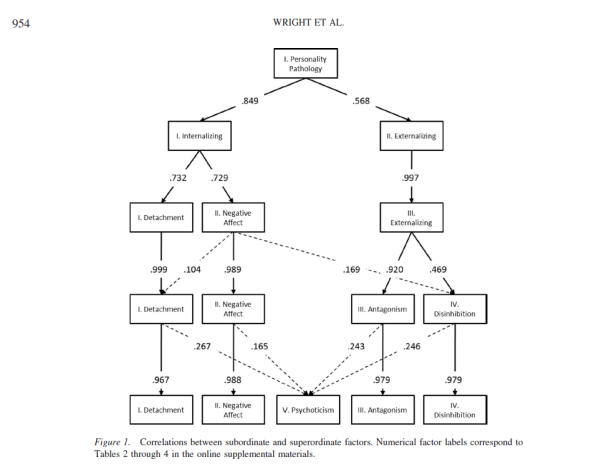 954
WRIGHT ET AL.
I. Personality
Pathology
.849
.568
I. Internalizing
II. Externalizing
.732
.729
.997
I. Detachment
II. Negative
Affect
III.
Externalizing
.999
.104
.989
.169
.920
.469
I. Detachment
II. Negative
Affect
III. Antagonism
IV.
Disinhibition
.267
.165
.243
.246
.967
.988
.979
.979
I. Detachment
II. Negative
Affect
V. Psychoticism
III. Antagonism
IV.
Disinhibition
Figure 1. Correlations between subordinate and superordinate factors. Numerical factor labels correspond to
Tables 2 through 4 in the online supplemental materials.